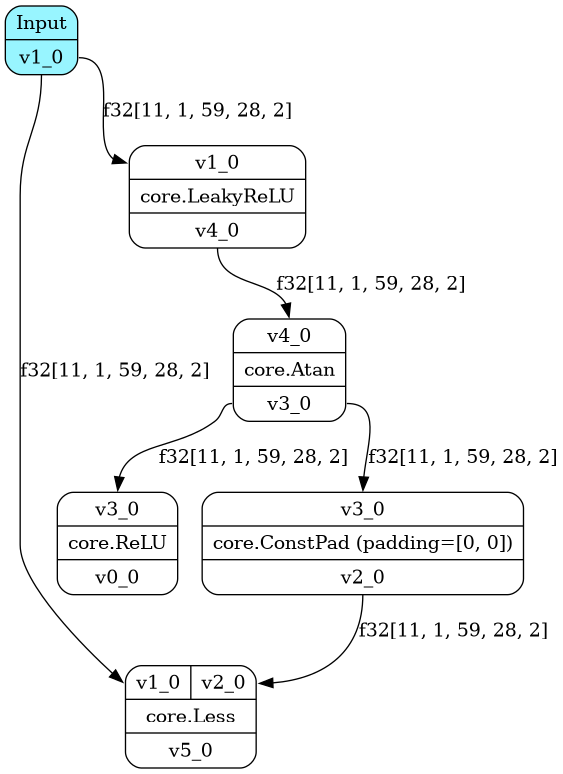 Input
v1_0
f32[11, 1, 59, 28, 2]
v1_0
core.LeakyReLU
v4_0
f32[11, 1, 59, 28, 2]
v4_0
core.Atan
v3_0
f32[11, 1, 59, 28, 2]
f32[11, 1, 59, 28, 2]
f32[11, 1, 59, 28, 2]
v3_0
core.ReLU
v0_0
v3_0
core.ConstPad (padding=[0, 0])
v2_0
f32[11, 1, 59, 28, 2]
v1_0 v2_0
core.Less
v5_0